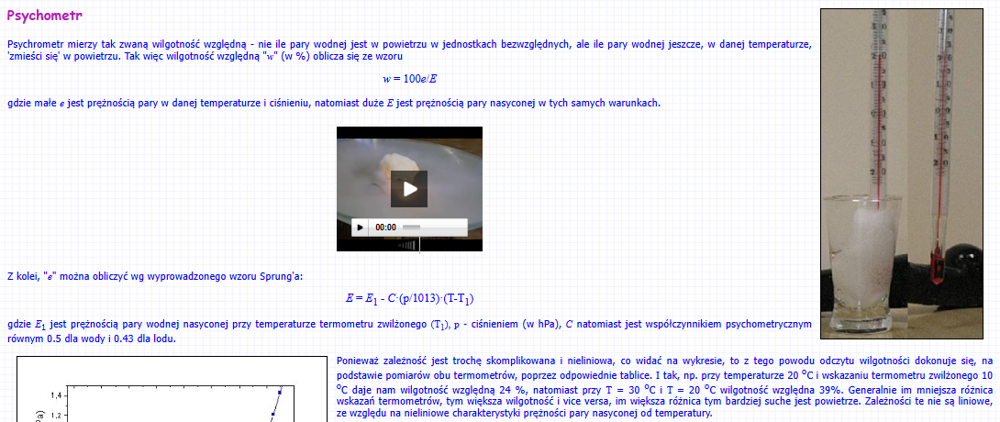 Psychometr
Psychrometr mierzy tak zwaną wilgotność względną - nie ile pary wodnej jest w powietrzu w jednostkach bezwzględnych, ale ile pary wodnej jeszcze, w danej temperaturze,
'zmieści się' w powietrzu. Tak więc wilgotność względną "w" (w %) oblicza się ze wzoru
w = 100e/E
gdzie małe e jest prężnością pary w danej temperaturze i ciśnieniu, natomiast duże E jest prężnością pary nasyconej w tych samych warunkach.
00:00
Z kolei, "e" można obliczyć wg wyprowadzonego wzoru Sprung'a:
E = E₁ - C·(p/1013)·(T-T₁)
gdzie E₁ jest prężnością pary wodnej nasyconej przy temperaturze termometru zwilżonego (T₁), p - ciśnieniem (w hPa), C natomiast jest współczynnikiem psychometrycznym
równym 0.5 dla wody i 0.43 dla lodu.
Ponieważ zależność jest trochę skomplikowana i nieliniowa, co widać na wykresie, to z tego powodu odczytu wilgotności dokonuje się, na
podstawie pomiarów obu termometrów, poprzez odpowiednie tablice. I tak, np. przy temperaturze 20 ᵒC i wskazaniu termometru zwilżonego 10
ᵒC daje nam wilgotność względną 24 %, natomiast przy T = 30 ᵒC i T = 20 ᵒC wilgotność względna 39%. Generalnie im mniejsza różnica
wskazań termometrów, tym większa wilgotność i vice versa, im większa różnica tym bardziej suche jest powietrze. Zależności te nie są liniowe,
ze względu na nieliniowe charakterystyki prężności pary nasyconej od temperatury.
1,4
1,2